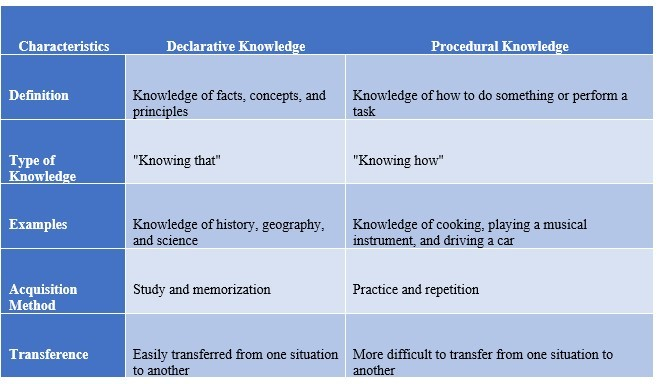 Characteristics
Declarative Knowledge
Procedural Knowledge
Definition
Knowledge of facts, concepts, and
principles
Knowledge of how to do something or perform a
task
Type of
Knowledge
"Knowing that"
"Knowing how"
Examples
Knowledge of history, geography,
and science
Knowledge of cooking, playing a musical
instrument, and driving a car
Acquisition
Method
Study and memorization
Practice and repetition
Transference
Easily transferred from one situation
to another
More difficult to transfer from one situation to
another